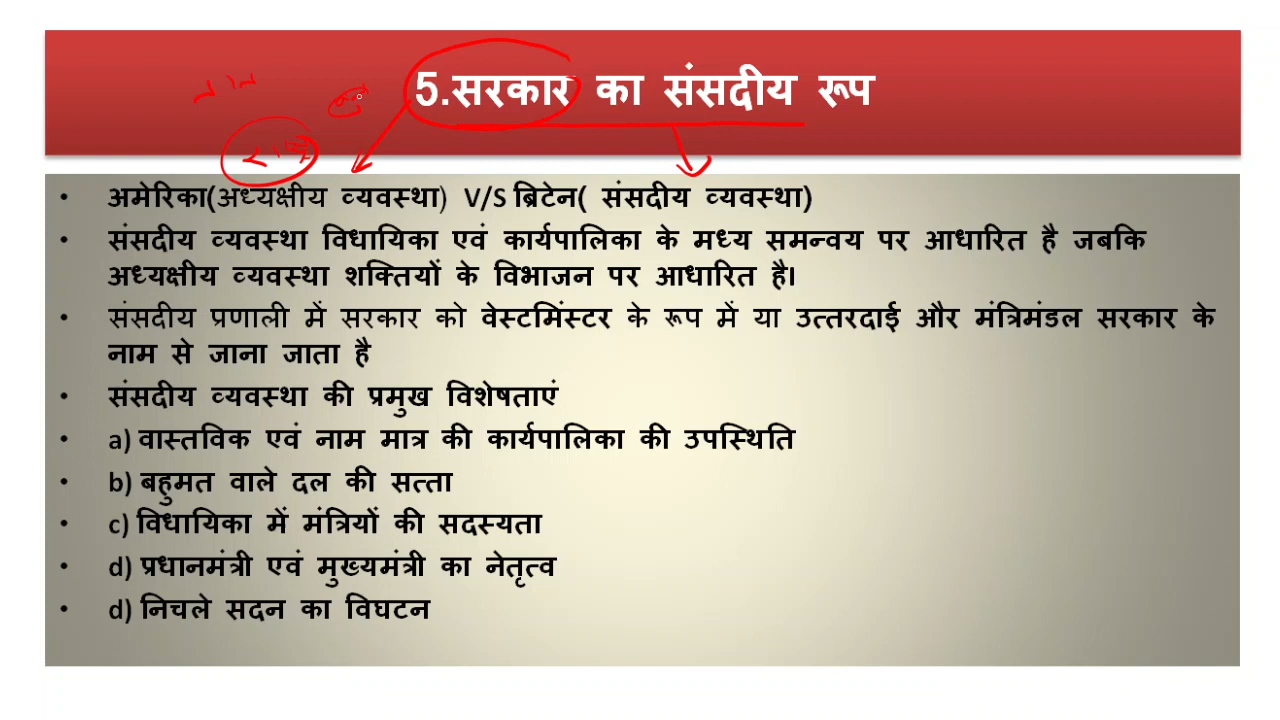 5.सरकार का संसदीय रूप
• अमेरिका(अध्यक्षीय व्यवस्था) V/S ब्रिटेन( संसदीय व्यवस्था)
• संसदीय व्यवस्था विधायिका एवं कार्यपालिका के मध्य समन्वय पर आधारित है जबकि
अध्यक्षीय व्यवस्था शक्तियों के विभाजन पर आधारित है।
• संसदीय प्रणाली में सरकार को वेस्टमिंस्टर के रूप में या उत्तरदाई और मंत्रिमंडल सरकार के
नाम से जाना जाता है
• संसदीय व्यवस्था की प्रमुख विशेषताएं
• a) वास्तविक एवं नाम मात्र की कार्यपालिका की उपस्थिति
• b) बहुमत वाले दल की सत्ता
• c) विधायिका में मंत्रियों की सदस्यता
• d) प्रधानमंत्री एवं मुख्यमंत्री का नेतृत्व
• d) निचले सदन का विघटन